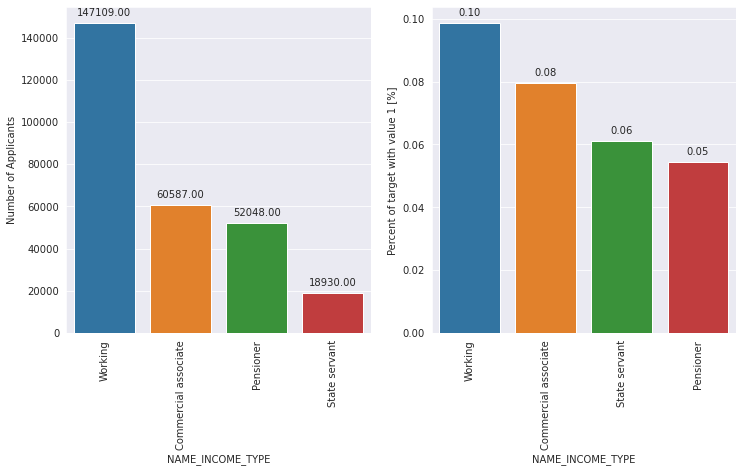 147109.00
140000
120000
100000
80000
60000
40000
20000
0
60587.00
52048.00
18930.00
Number of Applicants
Working
Commercial associate
Pensioner
State servant
NAME_INCOME_TYPE
0.10
0.10
0.08
0.06
0.04
0.02
0.00
0.08
0.06
0.05
Percent of target with value 1 [%]
Working
Commercial associate
State servant
Pensioner
NAME_INCOME_TYPE